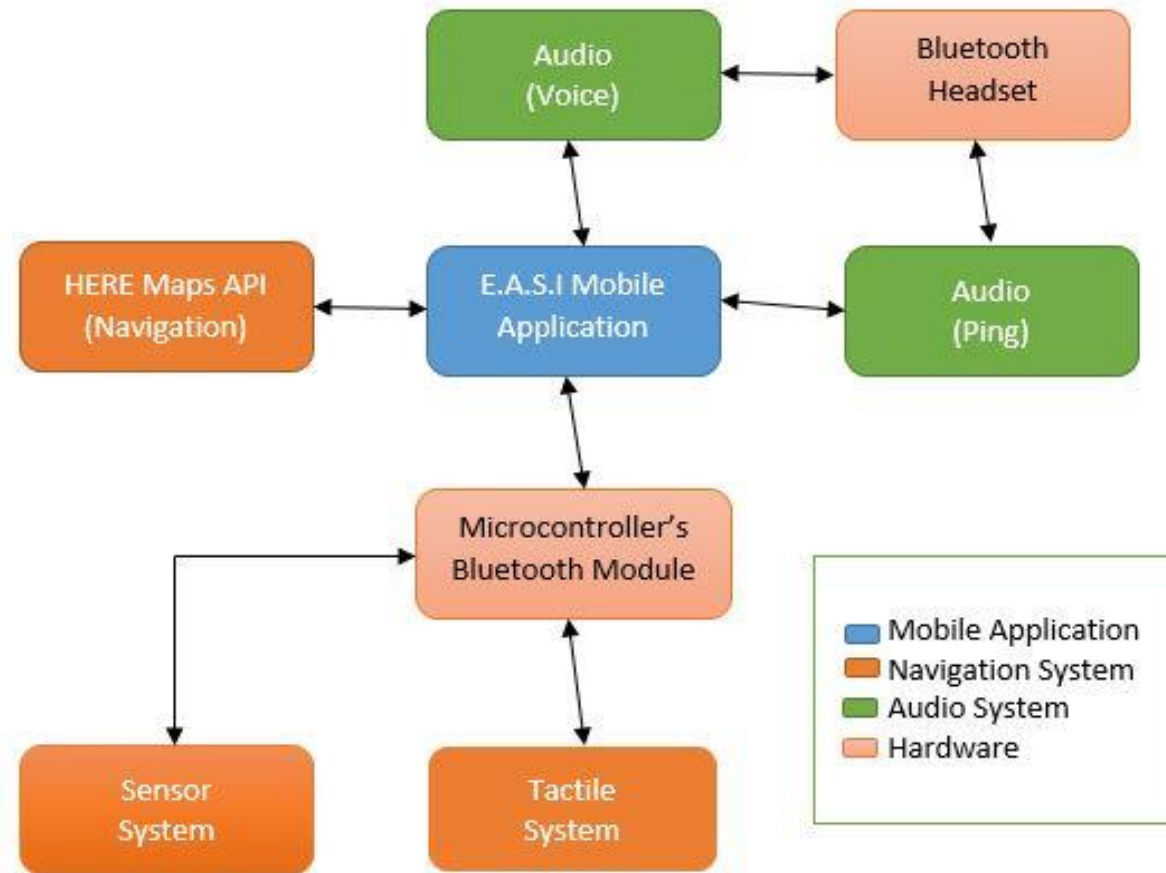 Audio
(Voice)
Bluetooth
Headset
HERE Maps API
(Navigation)
E.A.S.I Mobile
Application
Audio
(Ping)
Microcontroller’s
Bluetooth Module
Sensor
System
Tactile
System
Mobile Application
Navigation System
Audio System
Hardware